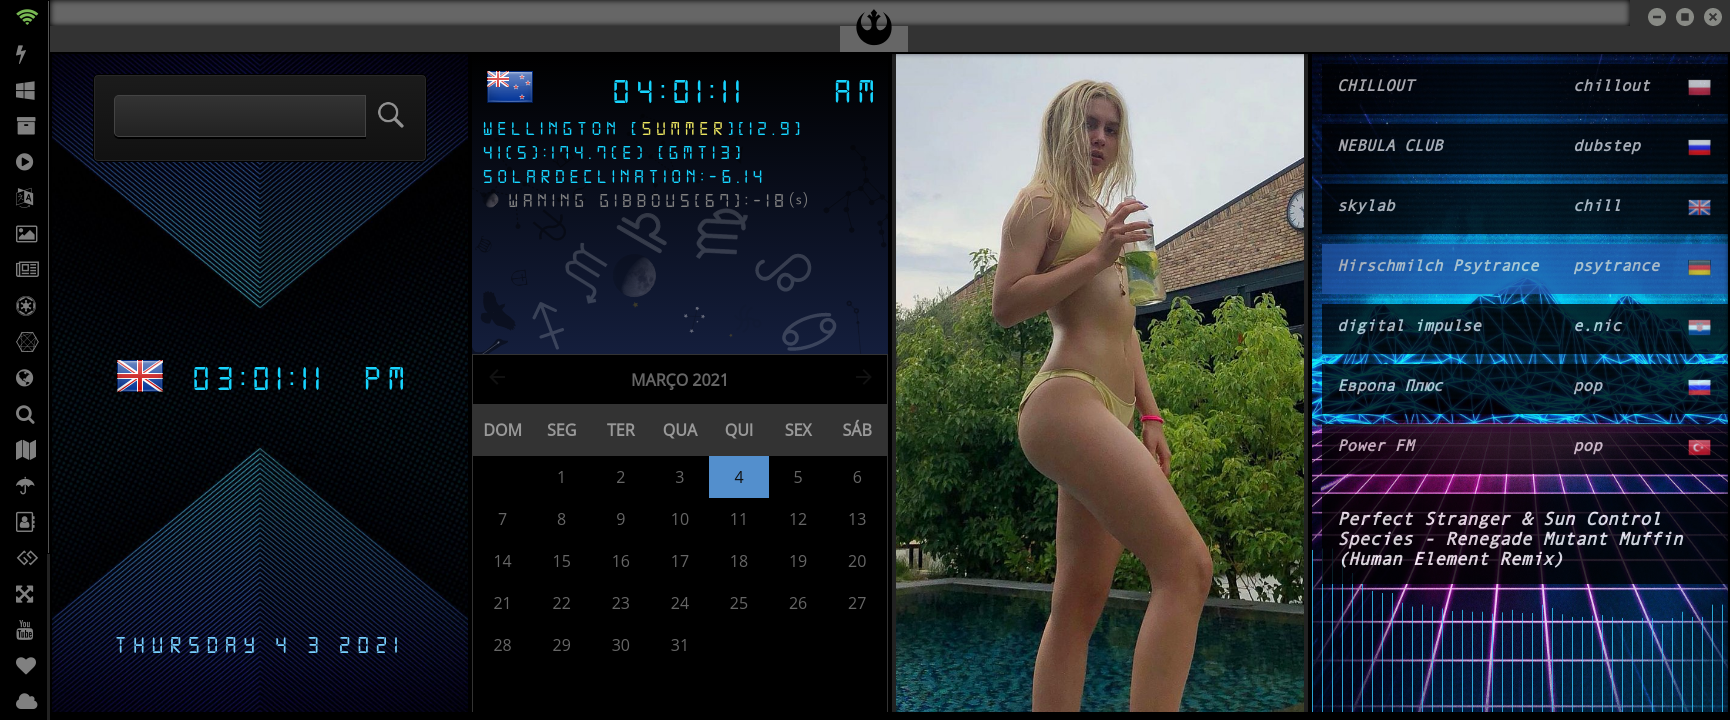 03:01:11 PM
THURSDAY 4 3 2021
04:01:11 AM
WELLINGTON (SUMMER)(12.9)
41(S):174.7(E) (GMT13)
SOLARDECLINATION:-6.14
WANING GIBBOUS(67):-18(s)
MARÇO 2021
DOM SEG TER QUA QUI SEX SÁB
1 2 3 4 5 6
7 8 9 10 11 12 13
14 15 16 17 18 19 20
21 22 23 24 25 26 27
28 29 30 31
CHILLOUT chillout
NEBULA CLUB dubstep
skylab chill
Hirschmilch Psytrance psytrance
digital impulse e.nic
Европа Плюс pop
Power FM pop
Perfect Stranger & Sun Control
Species - Renegade Mutant Muffin
(Human Element Remix)
You
Tube